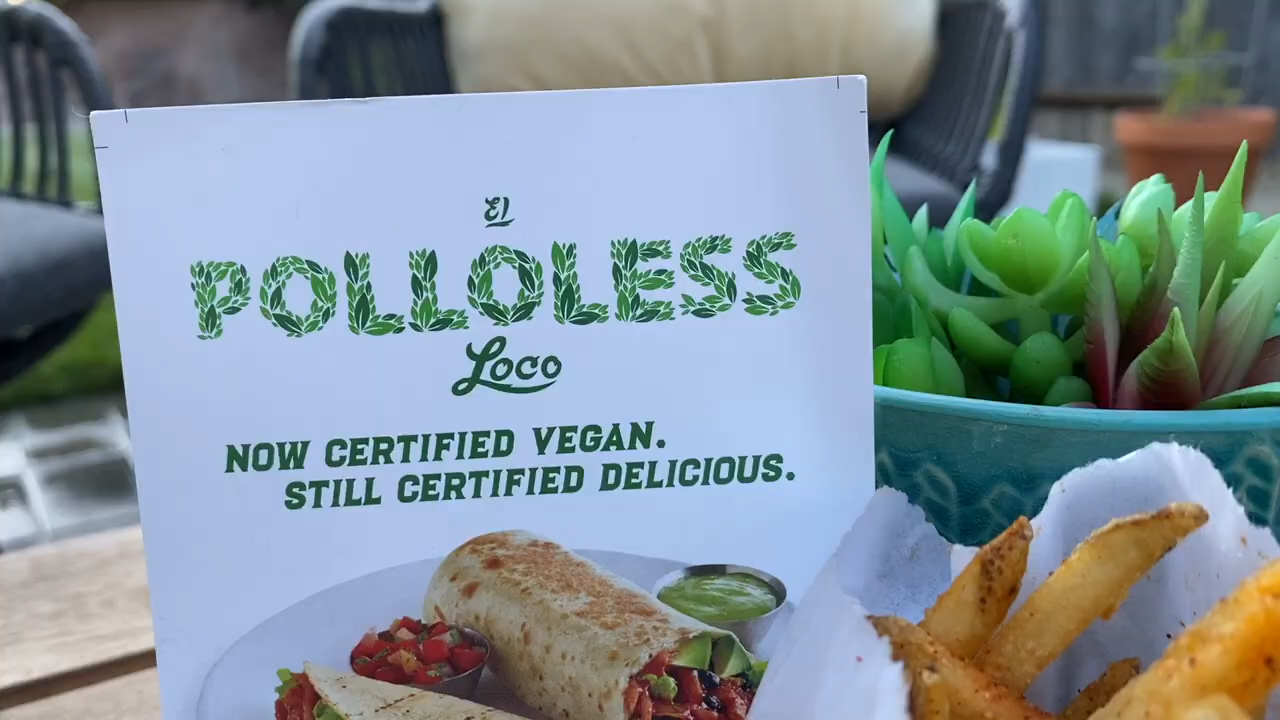 El
POLLOLESS
Loco
NOW CERTIFIED VEGAN.
STILL CERTIFIED DELICIOUS.